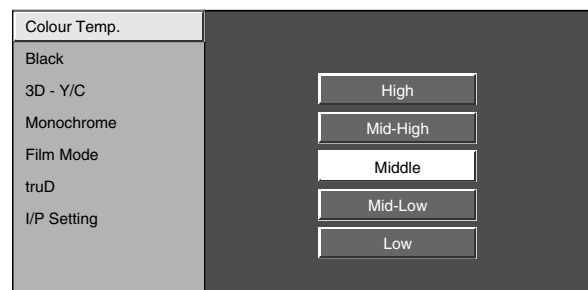 Colour Temp.
Black
3D - Y/C
Monochrome
Film Mode
truD
I/P Setting
High
Mid-High
Middle
Mid-Low
Low